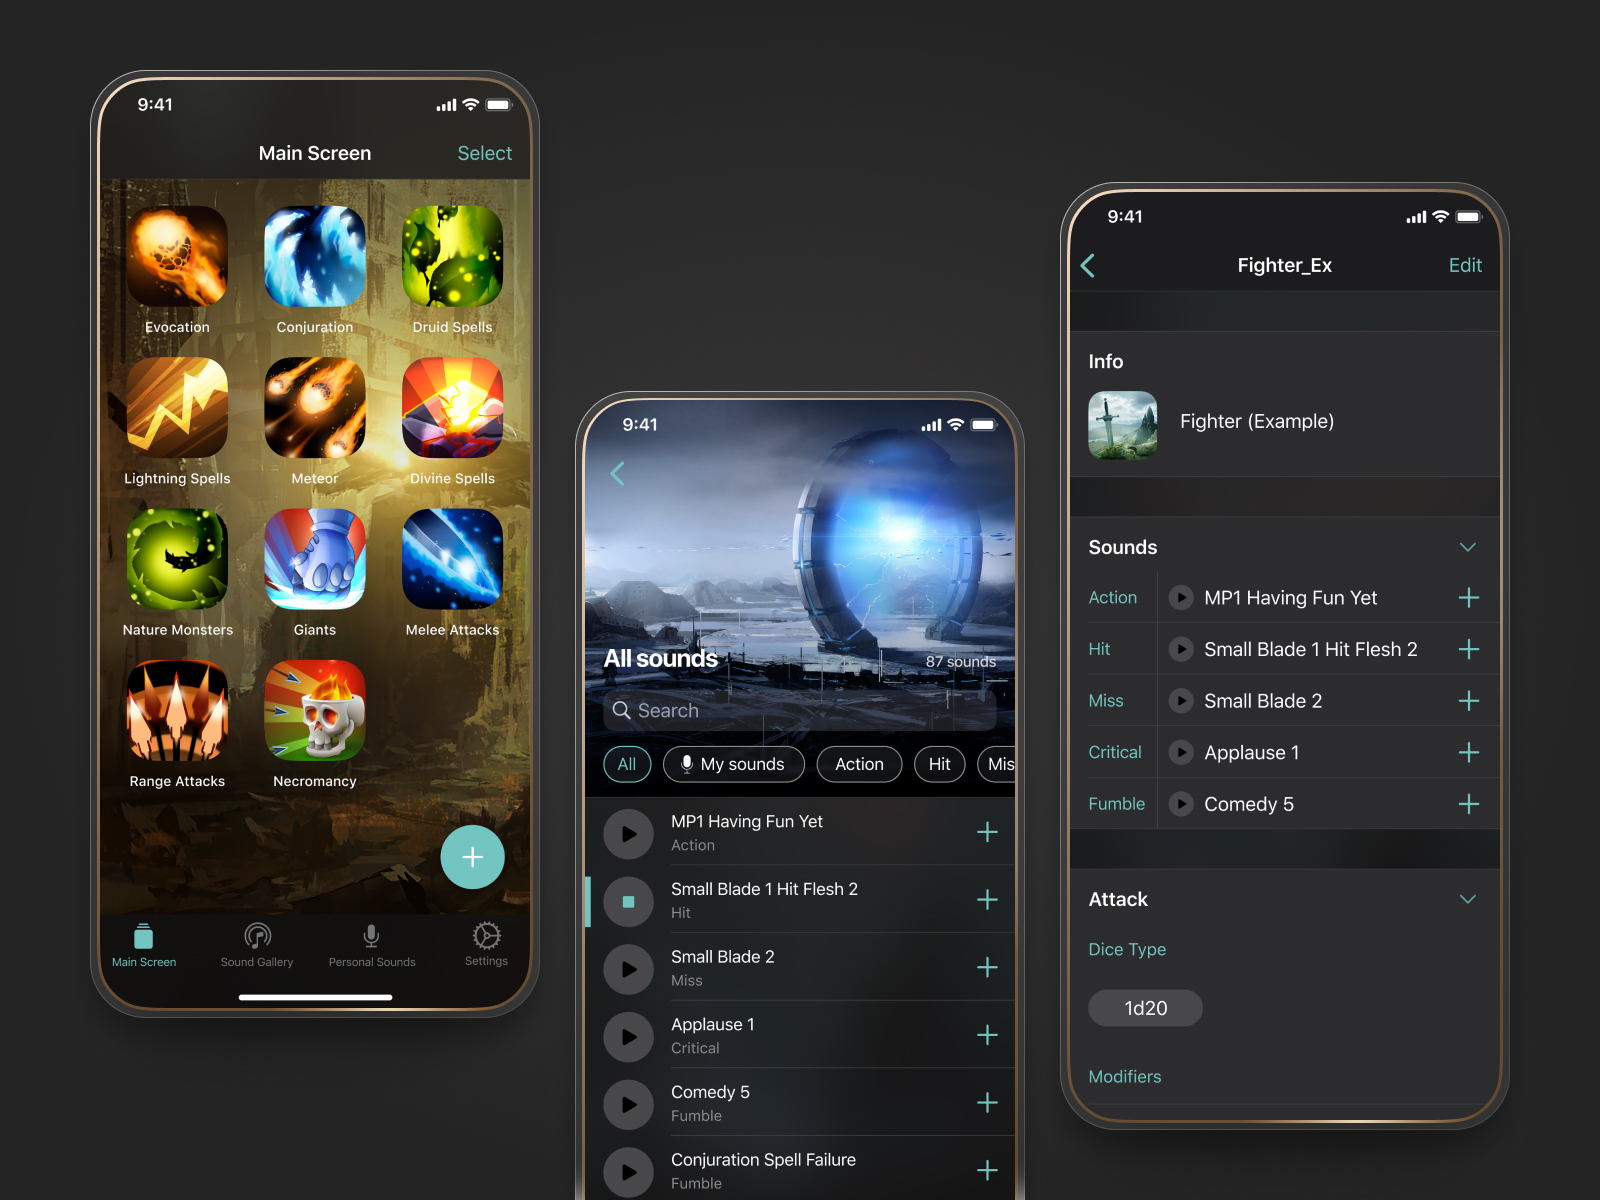 9:41
Main Screen
Select
Evocation
Conjuration
Druid Spells
Lightning Spells
Meteor
Divine Spells
Nature Monsters
Giants
Melee Attacks
Range Attacks
Necromancy
Main Screen
Sound Gallery
Personal Sounds
Settings
9:41
All sounds
87 sounds
Search
All
My sounds
Action
Hit
Mis
MP1 Having Fun Yet
Action
Small Blade 1 Hit Flesh 2
Hit
Small Blade 2
Miss
Applause 1
Critical
Comedy 5
Fumble
Conjuration Spell Failure
Fumble
9:41
Fighter_Ex
Edit
Info
Fighter (Example)
Sounds
Action
MP1 Having Fun Yet
Hit
Small Blade 1 Hit Flesh 2
Miss
Small Blade 2
Critical
Applause 1
Fumble
Comedy 5
Attack
Dice Type
1d20
Modifiers